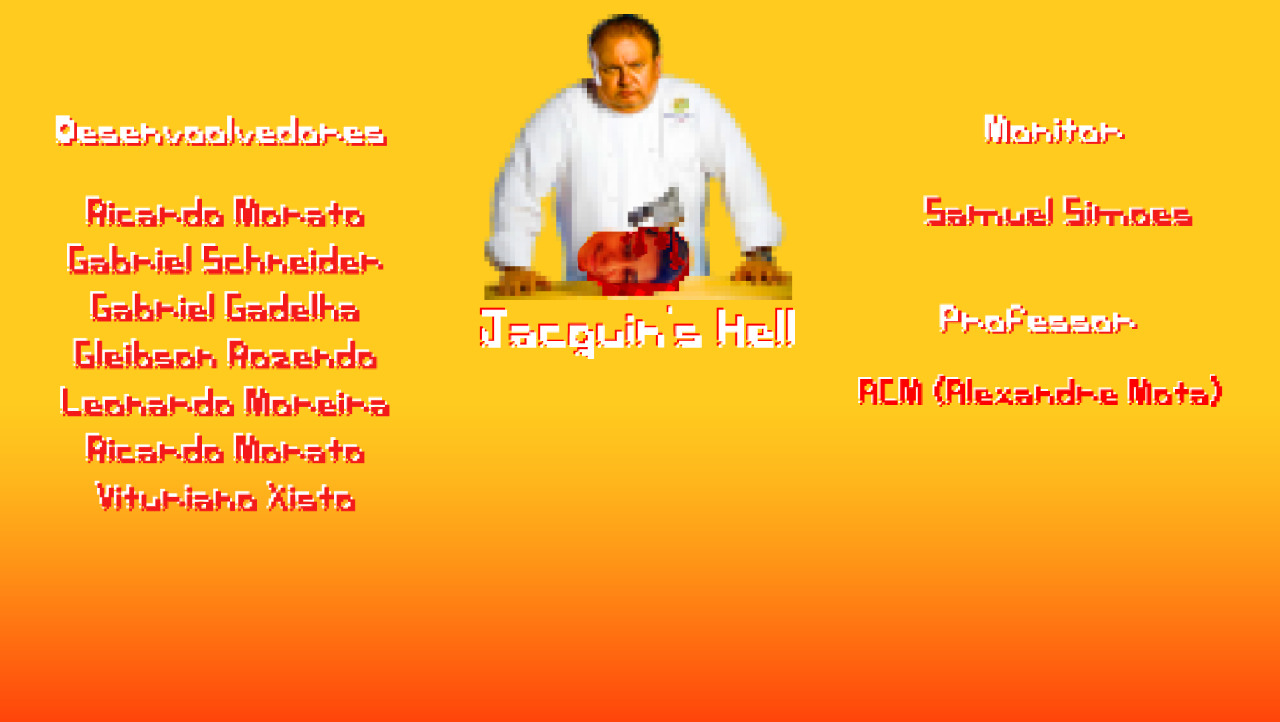 Desenvoolvedores
Ricardo Morato
Gabriel Schneider
Gabriel Gadelha
Gleibson Rozendo
Leonardo Moreira
Ricardo Morato
Vituriano Xisto
Jacquin's Hell
Monitor
Samuel Simoes
Professor
ACM (Alexandre Mota)